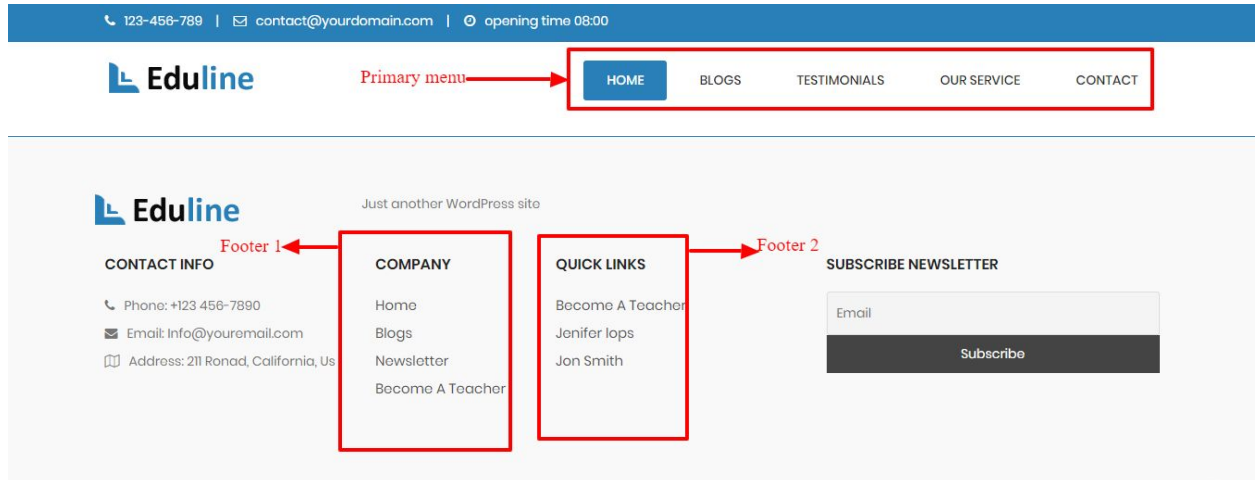 123-456-789 | contact@yourdomain.com | opening time 08:00
Eduline
Primary menu
HOME BLOGS TESTIMONIALS OUR SERVICE CONTACT
Eduline
Just another WordPress site
Footer 1
Footer 2
CONTACT INFO
Phone: +123 456-7890
Email: Info@youremail.com
Address: 211 Ronad, California, Us
COMPANY
Home
Blogs
Newsletter
Become A Teacher
QUICK LINKS
Become A Teacher
Jenifer lops
Jon Smith
SUBSCRIBE NEWSLETTER
Email
Subscribe